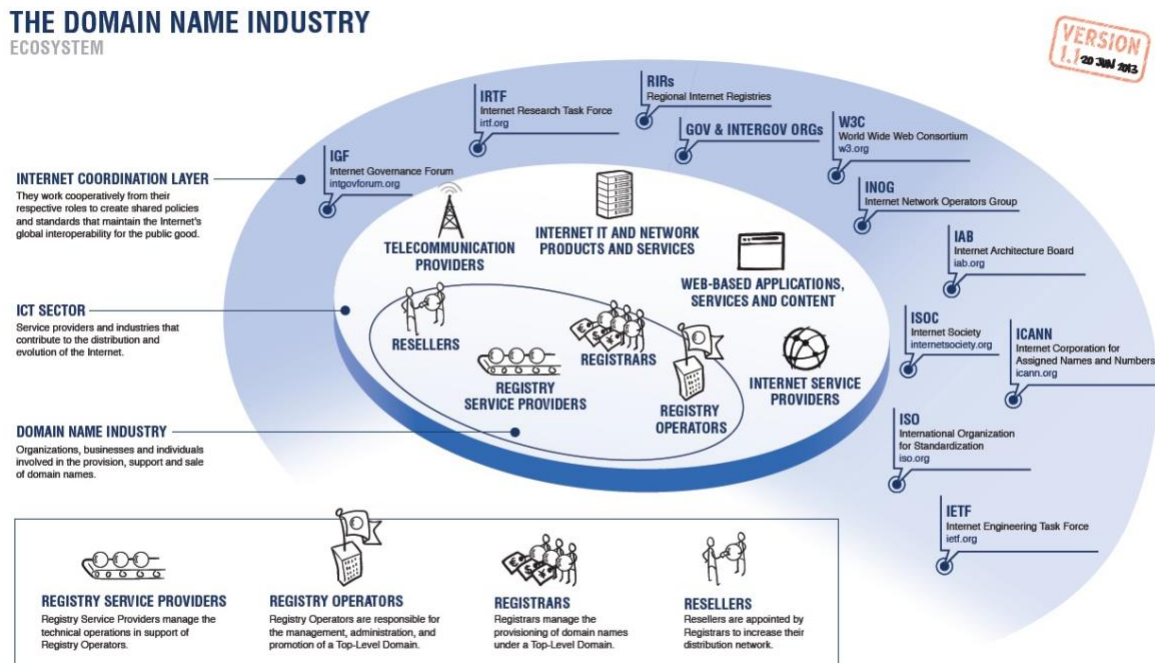 THE DOMAIN NAME INDUSTRY
ECOSYSTEM
VERSION
1.1 20 JUN 2013
IRTF
Internet Research Task Force
irtf.org
RIRs
Regional Internet Registries
GOV & INTERGOV ORGs
W3C
World Wide Web Consortium
w3.org
IGF
Internet Governance Forum
intgovforum.org
INOG
Internet Network Operators Group
IAB
Internet Architecture Board
iab.org
ISOC
Internet Society
internetsociety.org
ICANN
Internet Corporation for
Assigned Names and Numbers
icann.org
ISO
International Organization
for Standardization
iso.org
IETF
Internet Engineering Task Force
ietf.org
INTERNET COORDINATION LAYER
They work cooperatively from their
respective roles to create shared policies
and standards that maintain the Internet's
global interoperability for the public good.
ICT SECTOR
Service providers and industries that
contribute to the distribution and
evolution of the Internet.
DOMAIN NAME INDUSTRY
Organizations, businesses and individuals
involved in the provision, support and sale
of domain names.
TELECOMMUNICATION
PROVIDERS
INTERNET IT AND NETWORK
PRODUCTS AND SERVICES
WEB-BASED APPLICATIONS,
SERVICES AND CONTENT
RESELLERS
REGISTRARS
REGISTRY
SERVICE PROVIDERS
REGISTRY
OPERATORS
INTERNET SERVICE
PROVIDERS
REGISTRY SERVICE PROVIDERS
Registry Service Providers manage the
technical operations in support of
Registry Operators.
REGISTRY OPERATORS
Registry Operators are responsible for
the management, administration, and
promotion of a Top-Level Domain.
REGISTRARS
Registrars manage the
provisioning of domain names
under a Top-Level Domain.
RESELLERS
Resellers are appointed by
Registrars to increase their
distribution network.